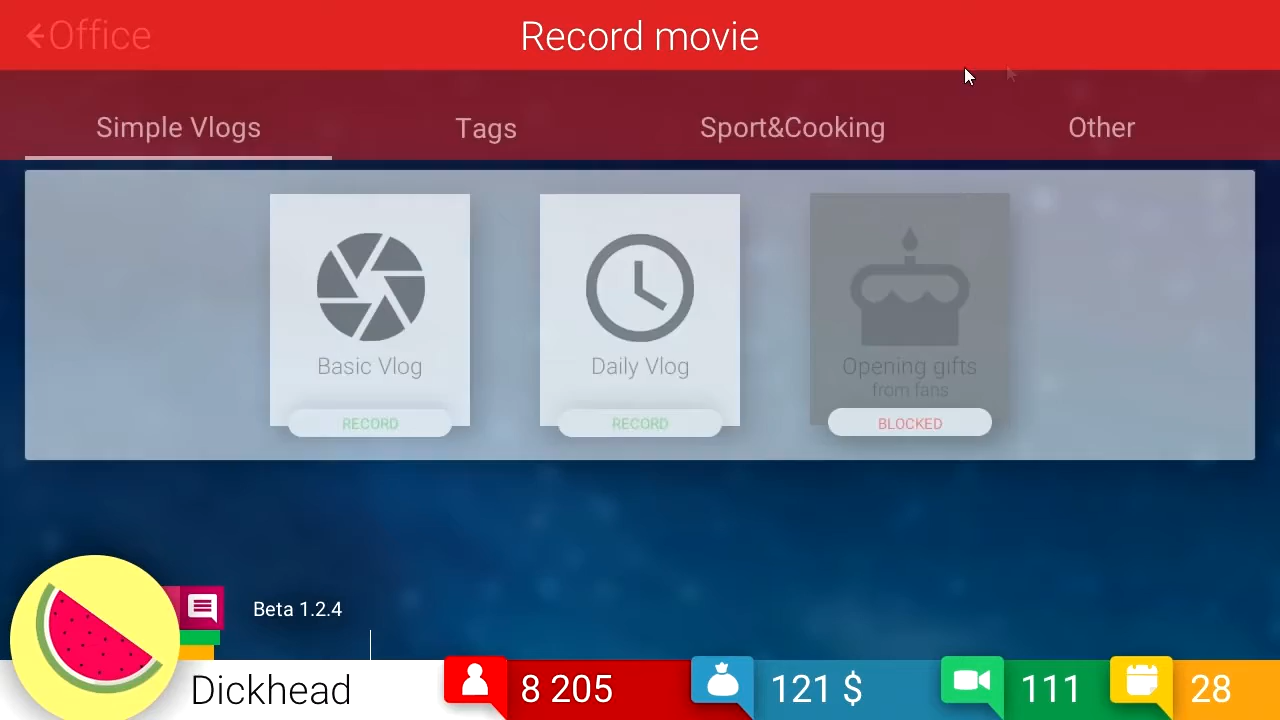 Office
Record movie
Simple Vlogs
Tags
Sport&Cooking
Other
Basic Vlog
RECORD
Daily Vlog
RECORD
Opening gifts
from fans
BLOCKED
Beta 1.2.4
Dickhead
8 205
121 $
111
28